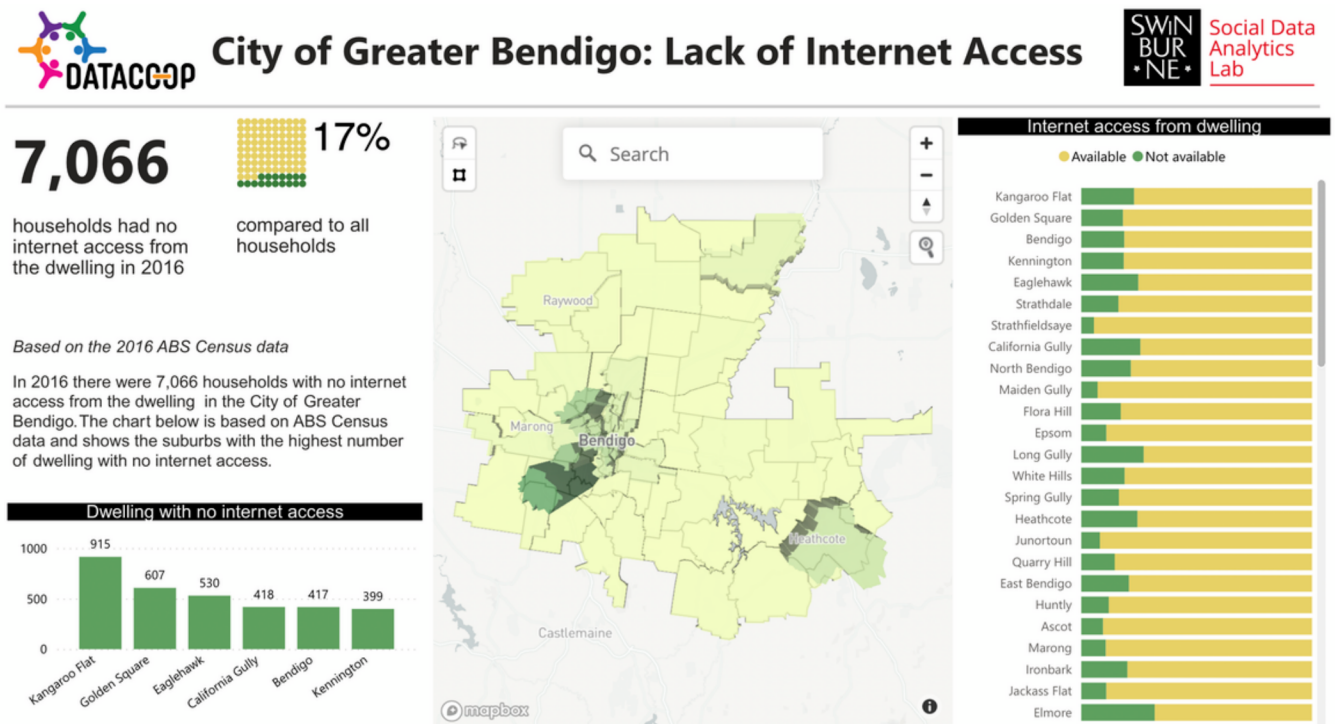 DATACOOP
City of Greater Bendigo: Lack of Internet Access
SWiN
BUR
* NE *
Social Data
Analytics
Lab
7,066
households had no
internet access from
the dwelling in 2016
17%
compared to all
households
Based on the 2016 ABS Census data
In 2016 there were 7,066 households with no internet
access from the dwelling in the City of Greater
Bendigo. The chart below is based on ABS Census
data and shows the suburbs with the highest number
of dwelling with no internet access.
Dwelling with no internet access
1000
500
0
915
607
530
418
417
399
Kangaroo Flat
Golden Square
Eaglehawk
California Gully
Bendigo
Kennington
Search
Raywood
Marong
Bendigo
Heathcote
Castlemaine
mapbox
Internet access from dwelling
Available Not available
Kangaroo Flat
Golden Square
Bendigo
Kennington
Eaglehawk
Strathdale
Strathfieldsaye
California Gully
North Bendigo
Maiden Gully
Flora Hill
Epsom
Long Gully
White Hills
Spring Gully
Heathcote
Junortoun
Quarry Hill
East Bendigo
Huntly
Ascot
Marong
Ironbark
Jackass Flat
Elmore